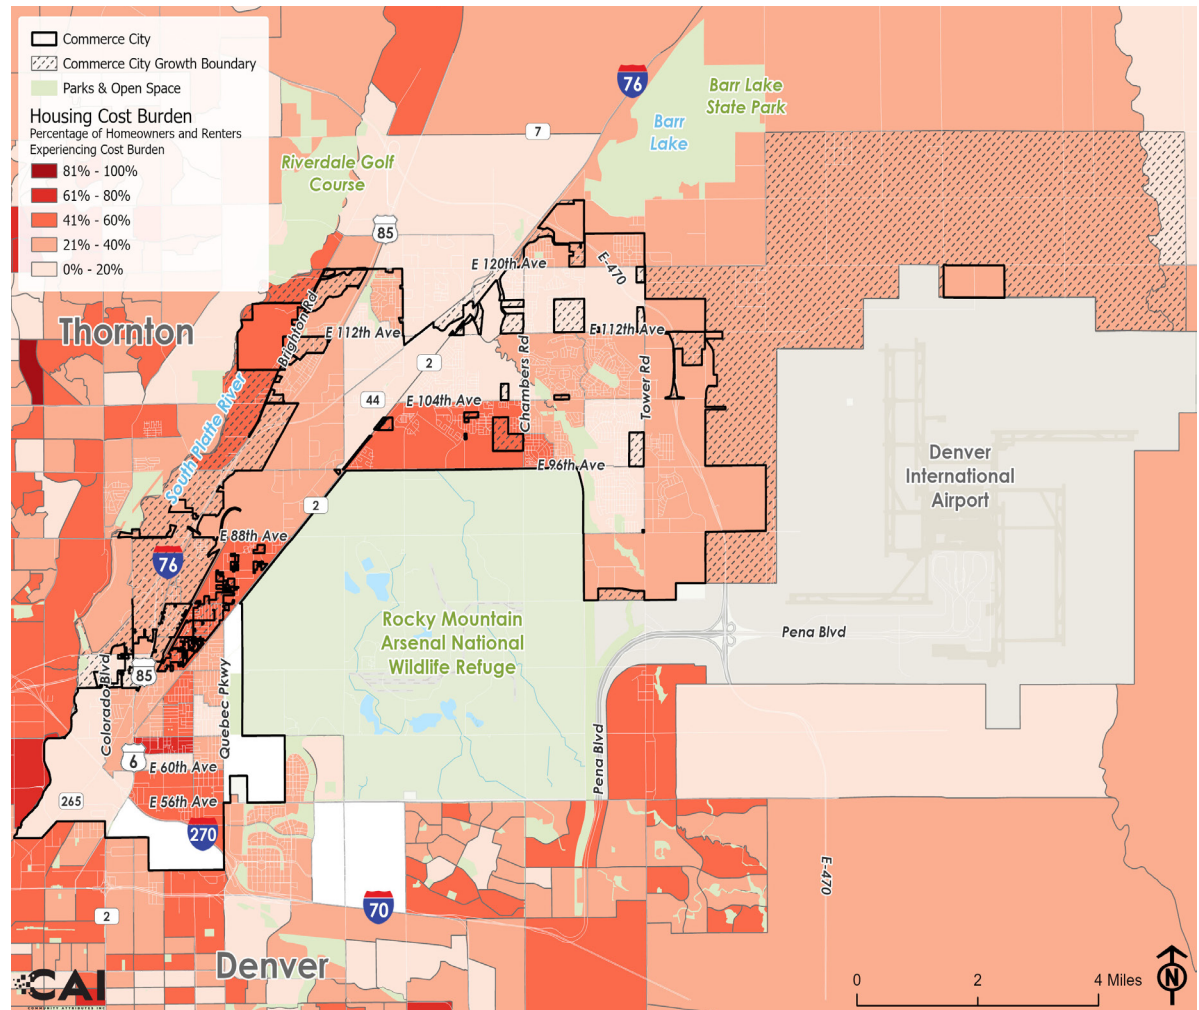 Commerce City
Commerce City Growth Boundary
Parks & Open Space
Housing Cost Burden
Percentage of Homeowners and Renters
Experiencing Cost Burden
81% - 100%
61% - 80%
41% - 60%
21% - 40%
0% - 20%
76
Barr Lake
State Park
Barr
Lake
7
Riverdale Golf
Course
85
E 120th Ave
E-470
Thornton
Brighton Rd
E 112th Ave
E 112th Ave
2
Chambers Rd
Tower Rd
44
E 104th Ave
South Platte River
E 96th Ave
Denver
International
Airport
2
E 88th Ave
76
Rocky Mountain
Arsenal National
Wildlife Refuge
Pena Blvd
85
Colorado Blvd
Quebec Pkwy
Pena Blvd
6
E 60th Ave
265
E 56th Ave
270
E-470
70
2
Denver
CAI
COMMUNITY ATTRIBUTES INC
0 2 4 Miles
N